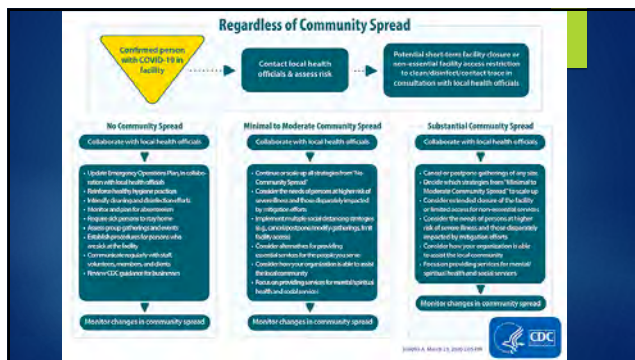 Regardless of Community Spread
Confirmed person
with COVID-19 in
facility
Contact local health
officials & assess risk
Potential short-term facility closure or
non-essential facility access restriction
to clean/disinfect/contact trace in
consultation with local health officials
No Community Spread
Collaborate with local health officials
• Update Emergency Operations Plan, in collabo-
ration with local health officials
• Reinforce healthy hygiene practices
• Intensify cleaning and disinfection efforts
• Monitor and plan for absenteeism
• Require sick persons to stay home
• Assess group gatherings and events
• Establish procedures for persons who
are sick at the facility
• Communicate regularly with staff,
volunteers, members, and clients
• Review CDC guidance for businesses
Monitor changes in community spread
Minimal to Moderate Community Spread
Collaborate with local health officials
• Continue or scale up all strategies from "No
Community Spread"
• Consider the needs of persons at higher risk of
severe illness and those disparately impacted
by mitigation efforts
• Implement multiple social distancing strategies
(e.g., cancel/postpone/modify gatherings, limit
facility access)
• Consider alternatives for providing
essential services for the people you serve
• Consider how your organization is able to assist
the local community
• Focus on providing services for mental/spiritual
health and social services
Monitor changes in community spread
Substantial Community Spread
Collaborate with local health officials
• Cancel or postpone gatherings of any size
• Decide which strategies from "Minimal to
Moderate Community Spread" to scale up
• Consider extended closure of the facility
or limited access for non-essential services
• Consider the needs of persons at higher
risk of severe illness and those disproportionately
impacted by mitigation efforts
• Consider how your organization is able
to assist the local community
• Focus on providing services for mental/
spiritual health and social services
Monitor changes in community spread
CDC